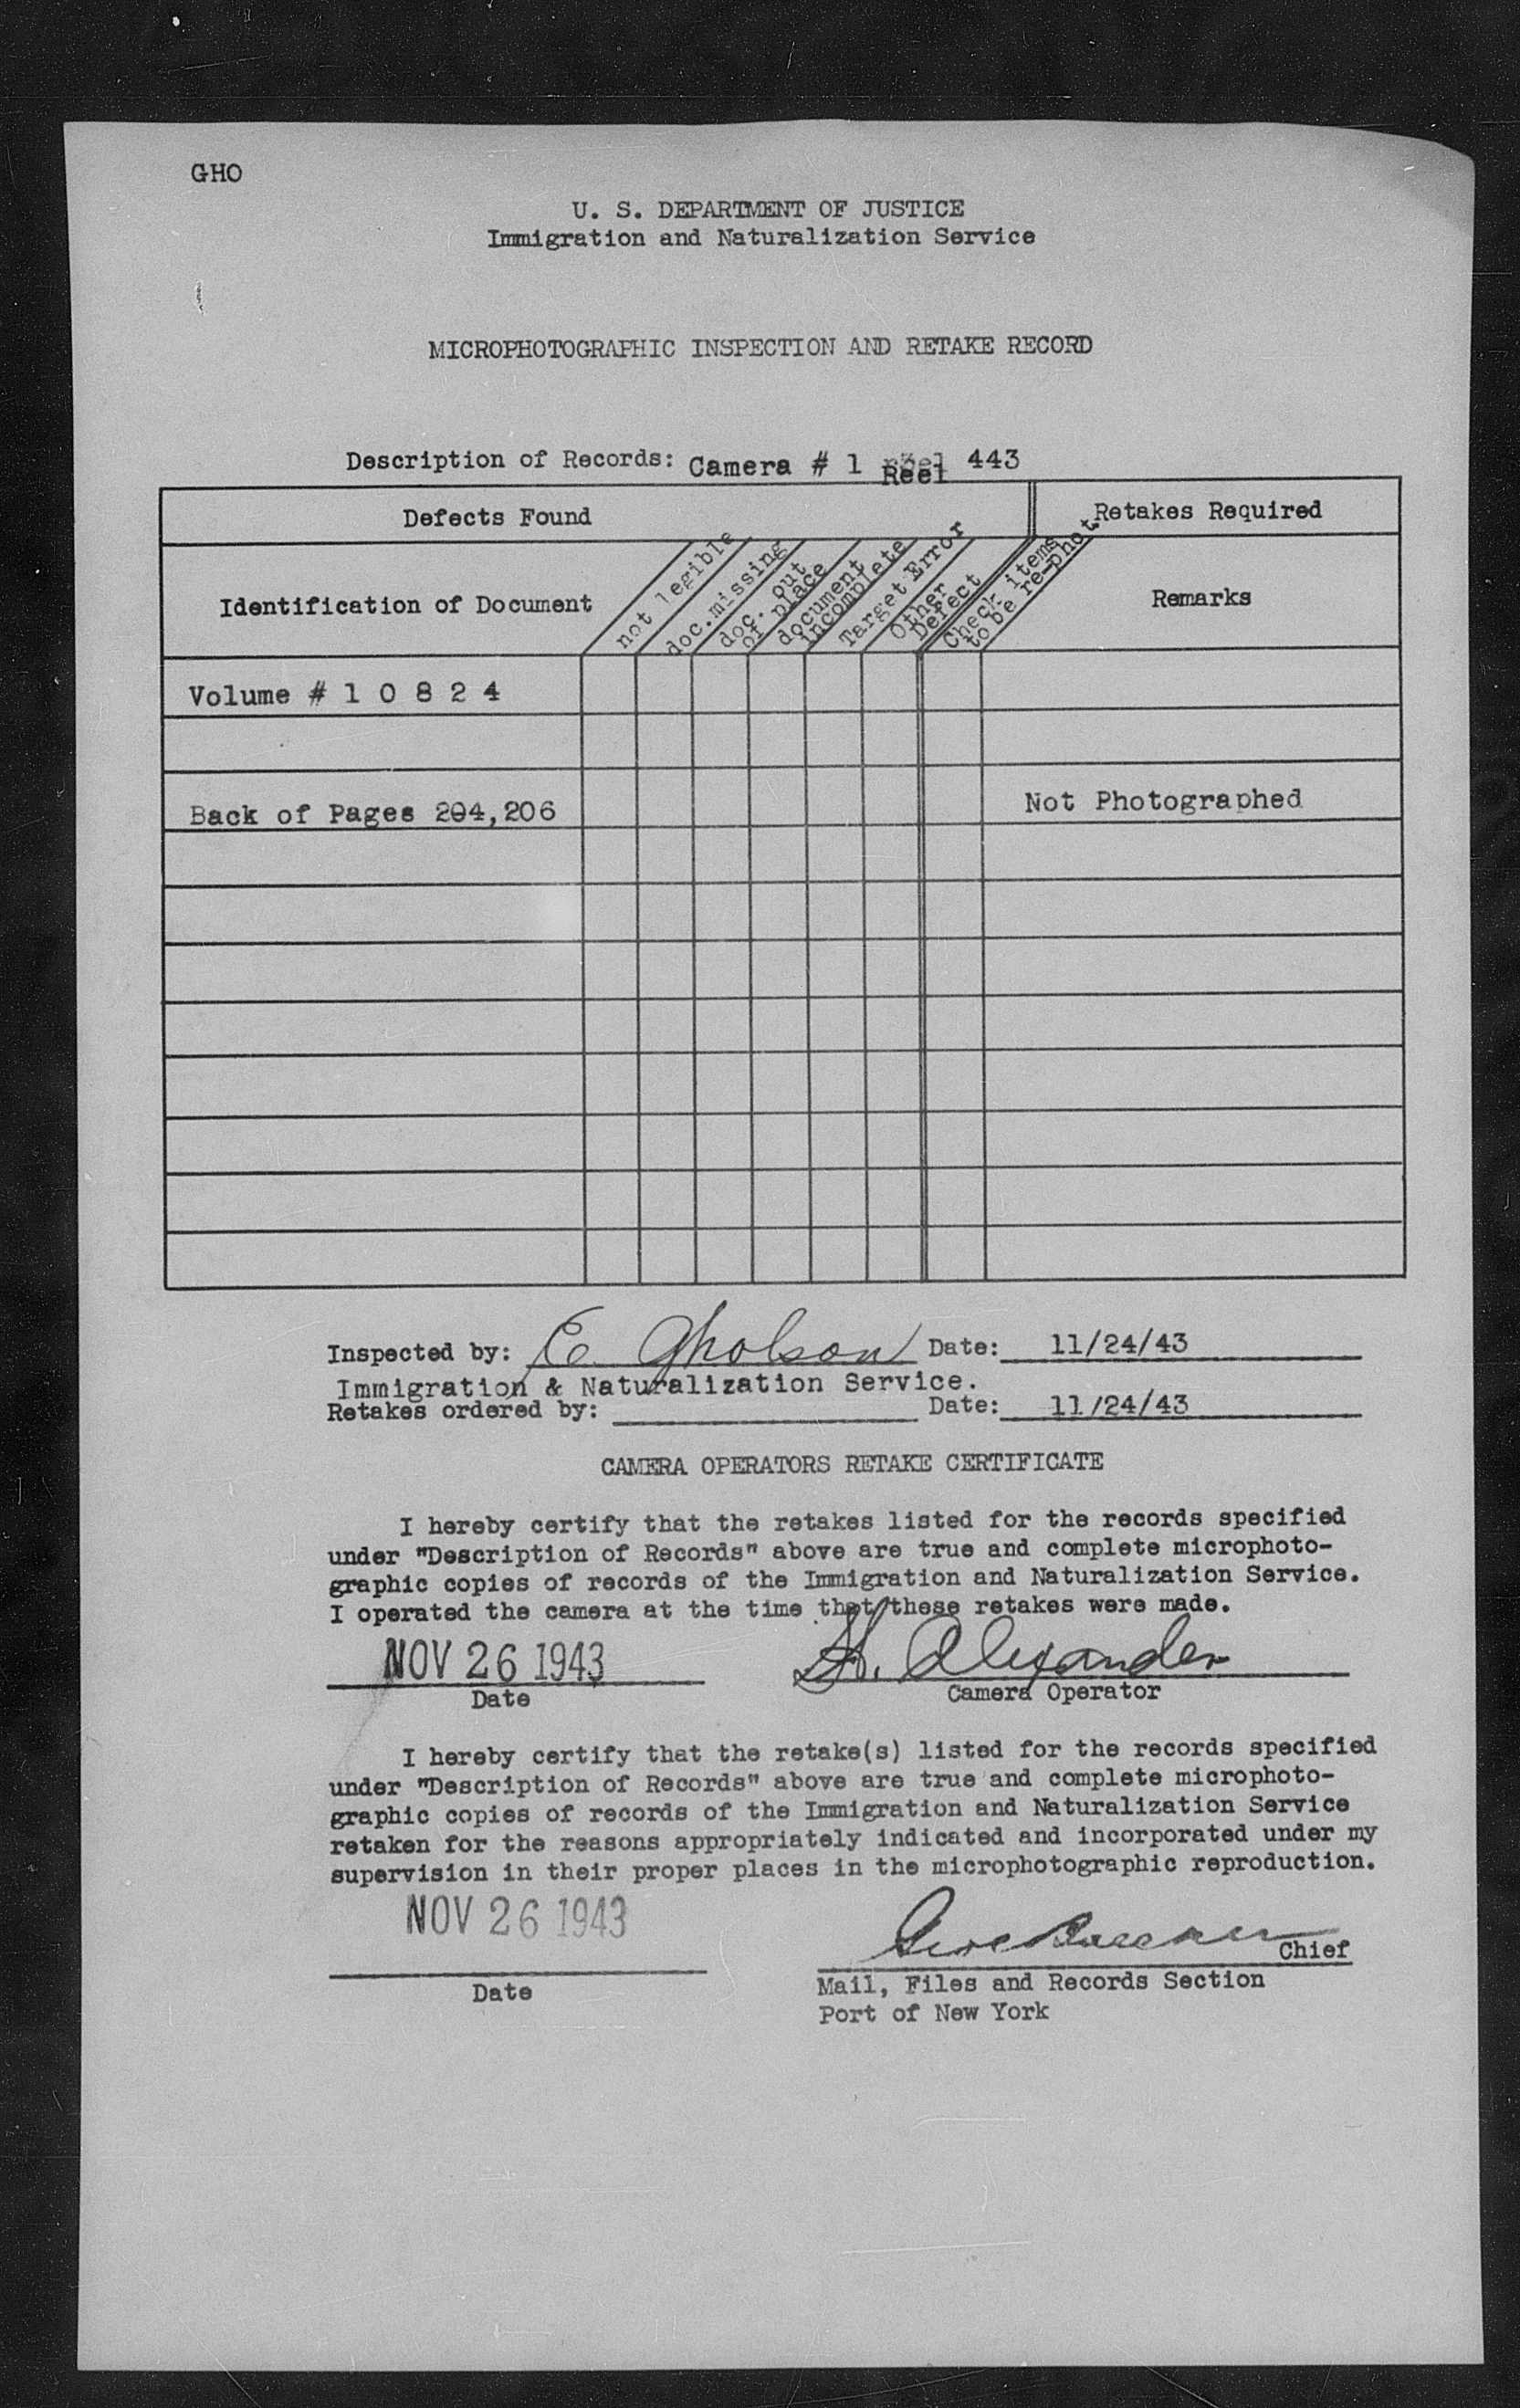 GHO
U. S. DEPARTMENT OF JUSTICE
Immigration and Naturalization Service
MICROPHOTOGRAPHIC INSPECTION AND RETAKE RECORD
Description of Records: Camera # 1 Reel 443
Defects Found
Retakes Required
Identification of Document
not legible
doc.missing
doc. out
of place
document
incomplete
Target Error
Other
Defect
Check items
to be re-phot.
Remarks
Volume # 1 0 8 2 4
Back of Pages 204,206
Not Photographed
Inspected by: E. Gholson Date: 11/24/43
Immigration & Naturalization Service.
Retakes ordered by: Date: 11/24/43
CAMERA OPERATORS RETAKE CERTIFICATE
I hereby certify that the retakes listed for the records specified
under "Description of Records" above are true and complete microphoto-
graphic copies of records of the Immigration and Naturalization Service.
I operated the camera at the time that these retakes were made.
NOV 26 1943 H. Alexander
Date Camera Operator
I hereby certify that the retake(s) listed for the records specified
under "Description of Records" above are true and complete microphoto-
graphic copies of records of the Immigration and Naturalization Service
retaken for the reasons appropriately indicated and incorporated under my
supervision in their proper places in the microphotographic reproduction.
NOV 26 1943
Chief
Date
Mail, Files and Records Section
Port of New York